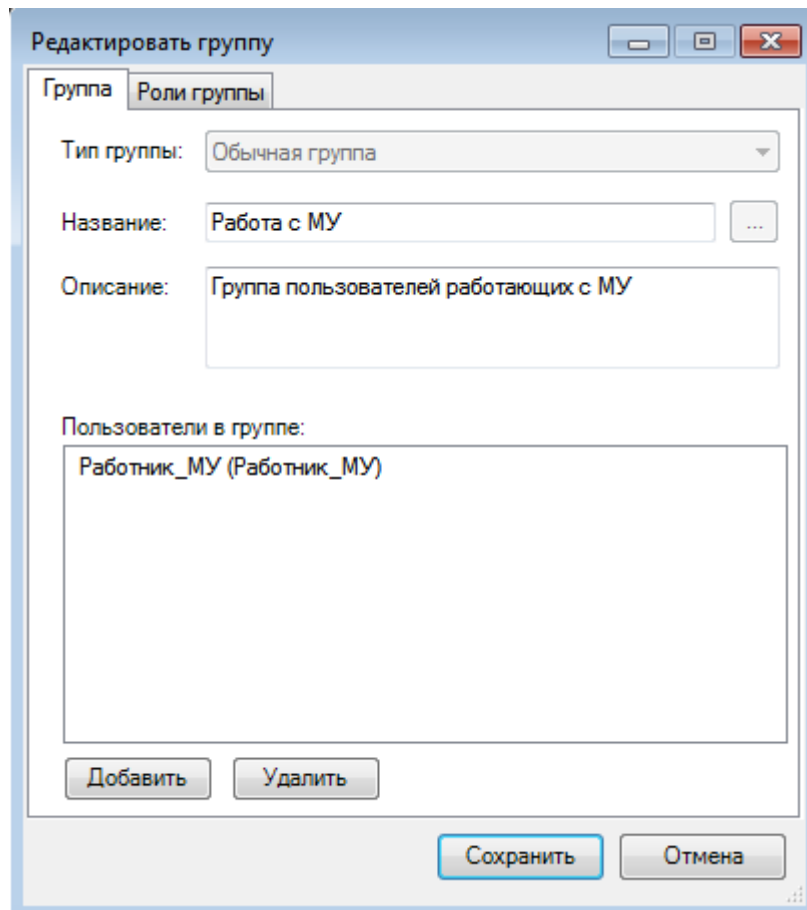 Редактировать группу
Группа Роли группы
Тип группы: Обычная группа
Название: Работа с МУ ...
Описание: Группа пользователей работающих с МУ
Пользователи в группе:
Работник_МУ (Работник_МУ)
Добавить Удалить
Сохранить Отмена